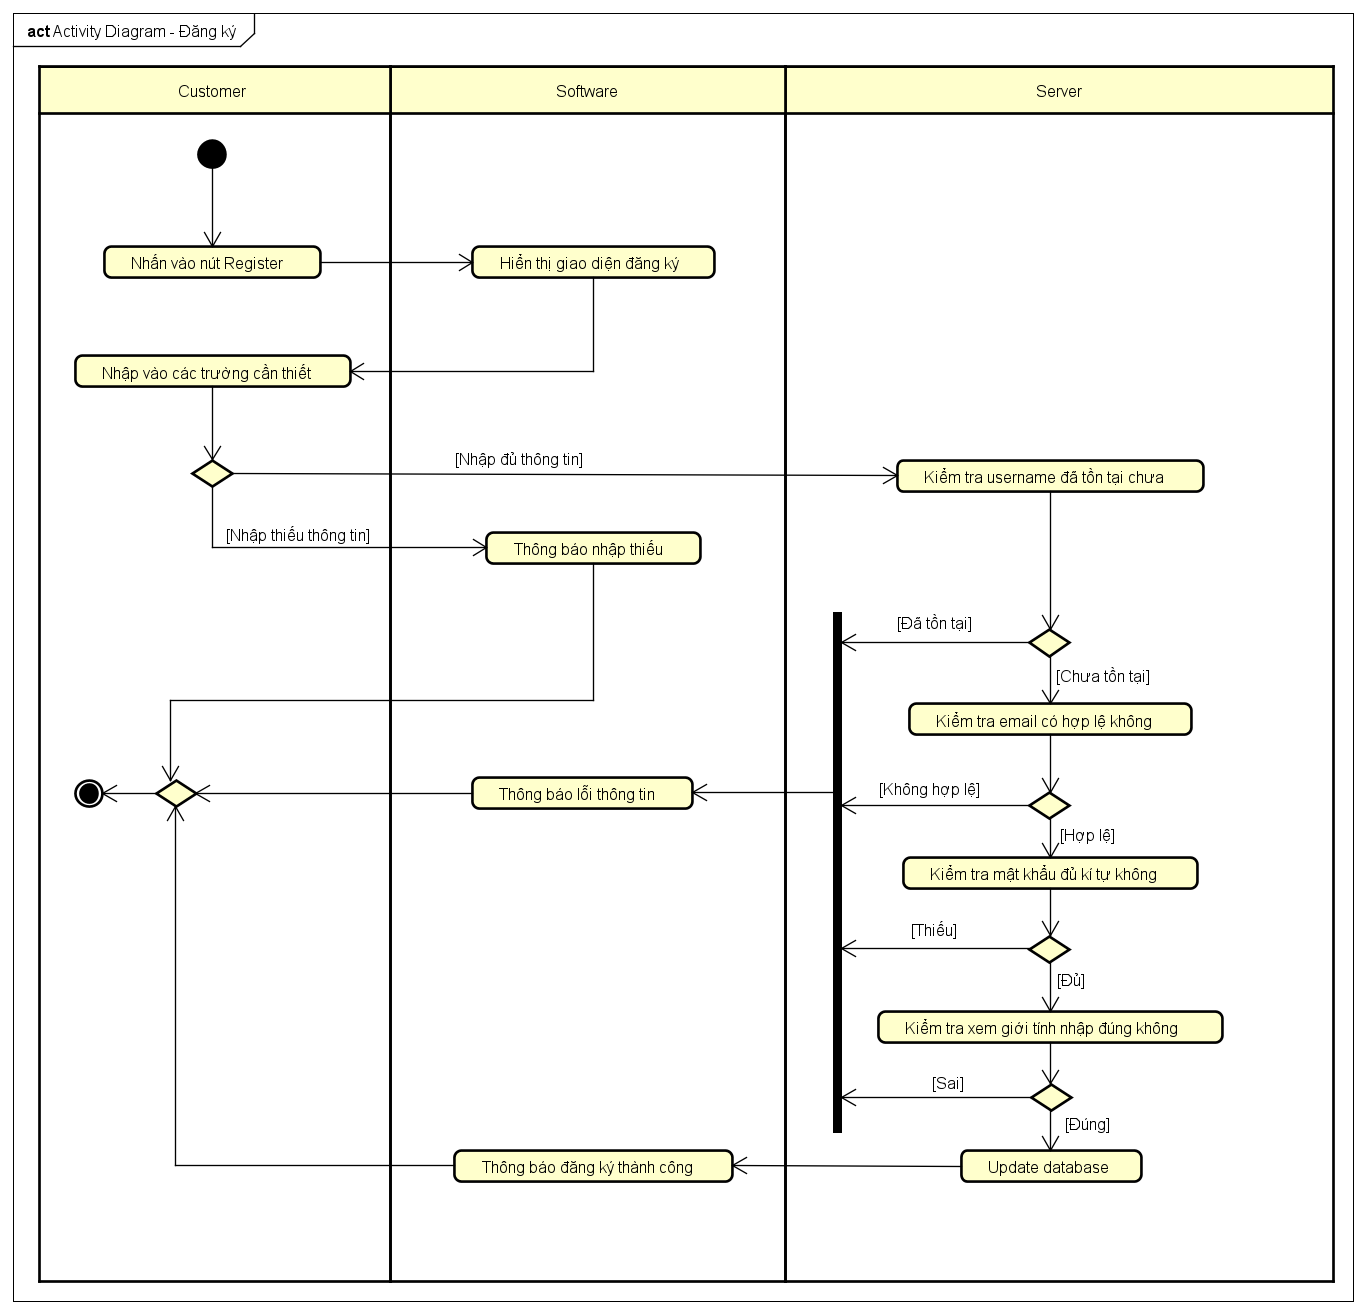 act Activity Diagram - Đăng ký
Customer
Software
Server
Nhấn vào nút Register
Hiển thị giao diện đăng ký
Nhập vào các trường cần thiết
[Nhập đủ thông tin]
Kiểm tra username đã tồn tại chưa
[Nhập thiếu thông tin]
Thông báo nhập thiếu
[Đã tồn tại]
[Chưa tồn tại]
Kiểm tra email có hợp lệ không
Thông báo lỗi thông tin
[Không hợp lệ]
[Hợp lệ]
Kiểm tra mật khẩu đủ kí tự không
[Thiếu]
[Đủ]
Kiểm tra xem giới tính nhập đúng không
[Sai]
[Đúng]
Thông báo đăng ký thành công
Update database